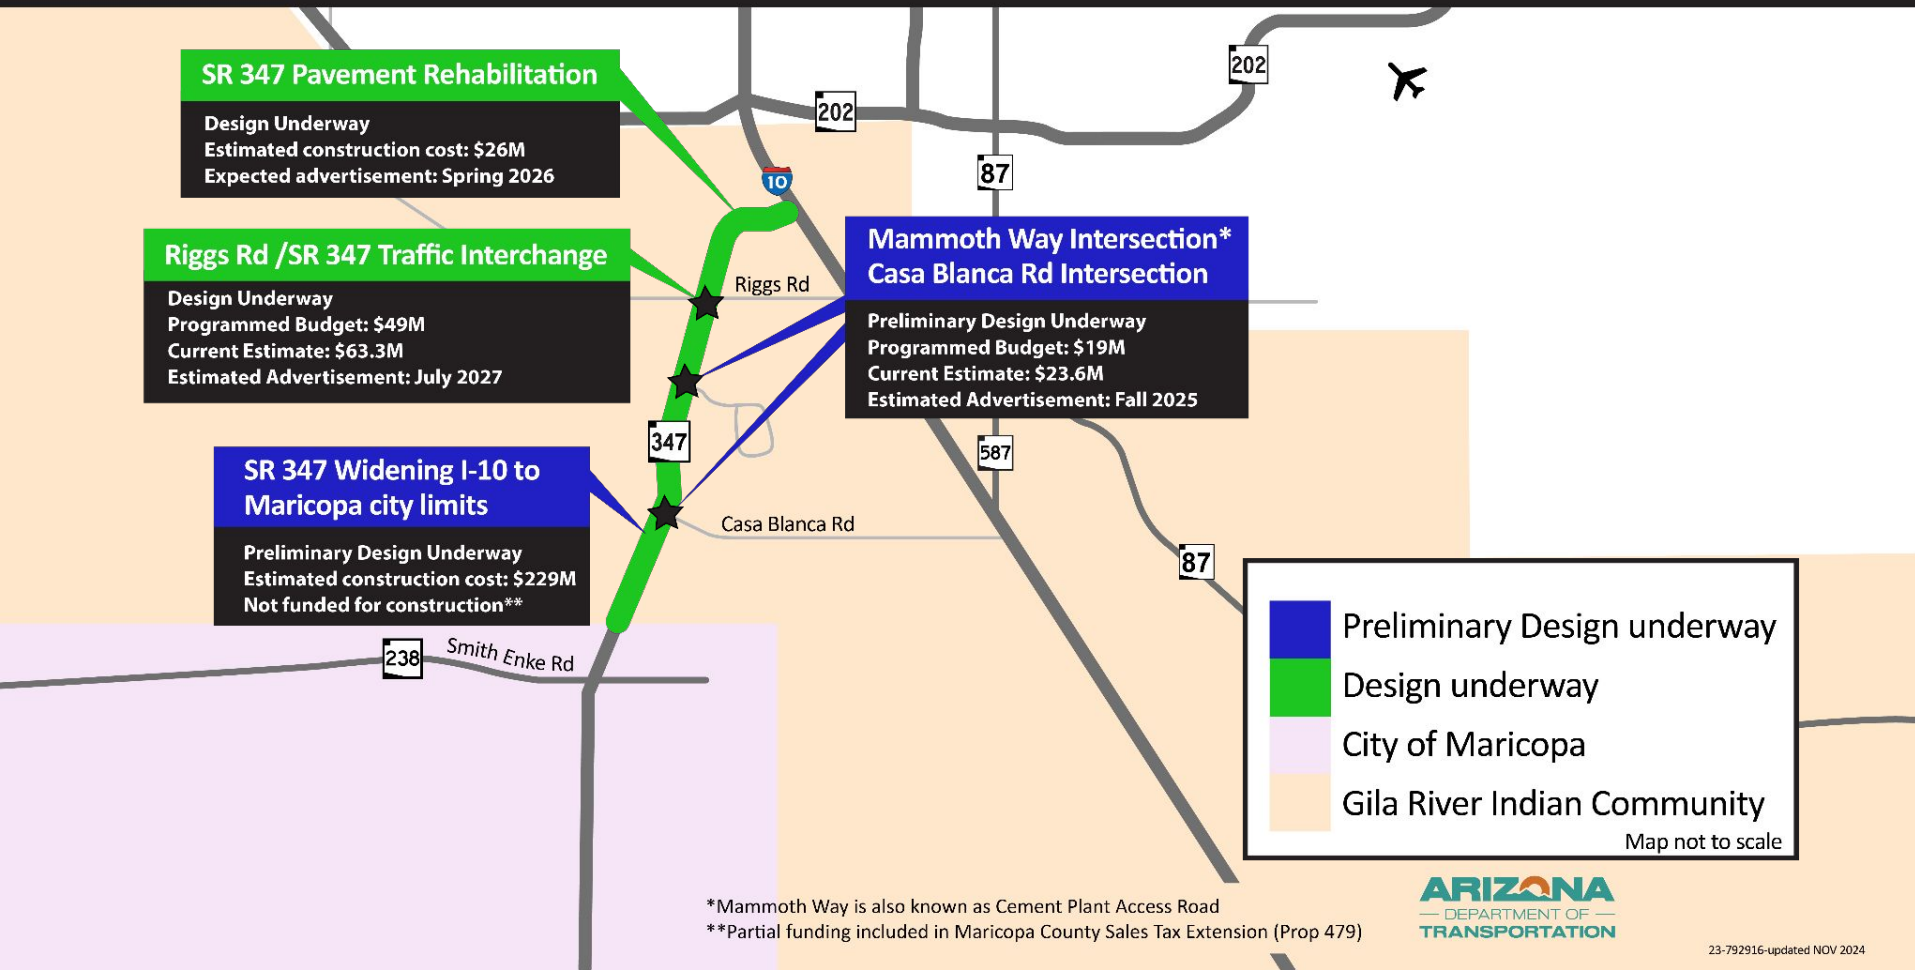 SR 347 Pavement Rehabilitation
Design Underway
Estimated construction cost: $26M
Expected advertisement: Spring 2026
Riggs Rd /SR 347 Traffic Interchange
Design Underway
Programmed Budget: $49M
Current Estimate: $63.3M
Estimated Advertisement: July 2027
SR 347 Widening I-10 to
Maricopa city limits
Preliminary Design Underway
Estimated construction cost: $229M
Not funded for construction**
Mammoth Way Intersection*
Casa Blanca Rd Intersection
Preliminary Design Underway
Programmed Budget: $19M
Current Estimate: $23.6M
Estimated Advertisement: Fall 2025
202
202
87
10
Riggs Rd
347
587
Casa Blanca Rd
87
238
Smith Enke Rd
Preliminary Design underway
Design underway
City of Maricopa
Gila River Indian Community
Map not to scale
*Mammoth Way is also known as Cement Plant Access Road
**Partial funding included in Maricopa County Sales Tax Extension (Prop 479)
ARIZONA
DEPARTMENT OF
TRANSPORTATION
23-792916-updated NOV 2024